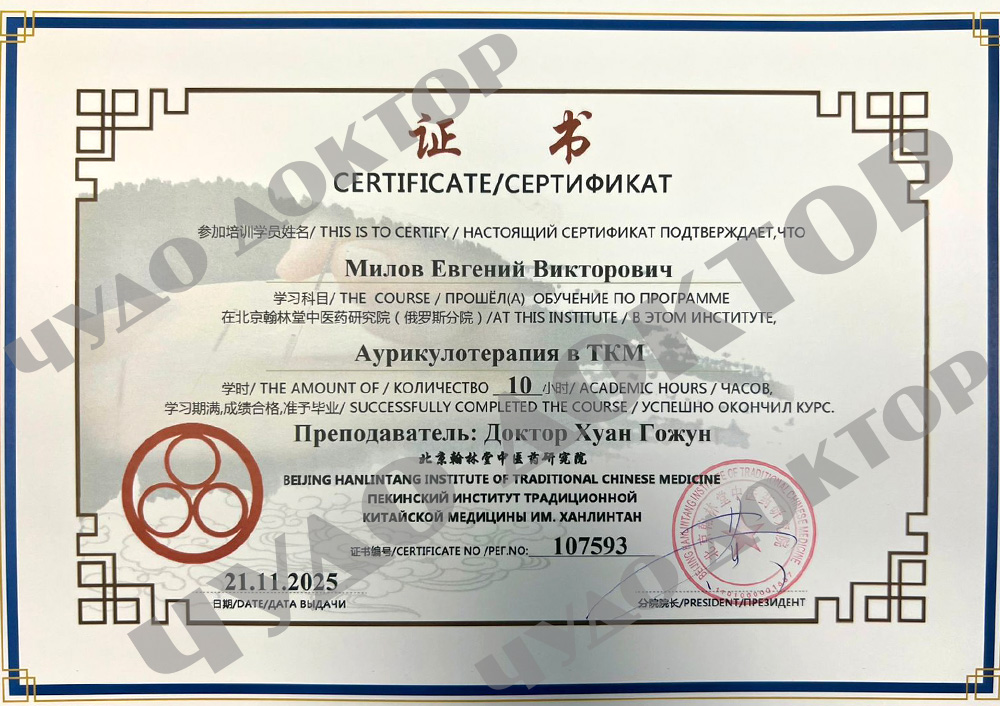 证 书
CERTIFICATE/СЕРТИФИКАТ
参加培训学员姓名/ THIS IS TO CERTIFY / НАСТОЯЩИЙ СЕРТИФИКАТ ПОДТВЕРЖДАЕТ,ЧТО
Милов Евгений Викторович
学习科目/ THE COURSE / ПРОШЁЛ(А) ОБУЧЕНИЕ ПО ПРОГРАММЕ
在北京翰林堂中医药研究院（俄罗斯分院）/AT THIS INSTITUTE / В ЭТОМ ИНСТИТУТЕ,
Аурикулотерапия в ТКМ
学时/ THE AMOUNT OF / КОЛИЧЕСТВО 10 小时/ ACADEMIC HOURS / ЧАСОВ,
学习期满,成绩合格,准予毕业/ SUCCESSFULLY COMPLETED THE COURSE / УСПЕШНО ОКОНЧИЛ КУРС.
Преподаватель: Доктор Хуан Гожун
北京翰林堂中医药研究院
BEIJING HANLINTANG INSTITUTE OF TRADITIONAL CHINESE MEDICINE
ПЕКИНСКИЙ ИНСТИТУТ ТРАДИЦИОННОЙ
КИТАЙСКОЙ МЕДИЦИНЫ ИМ. ХАНЛИНТАН
证书编号/CERTIFICATE NO /РЕГ.NO: 107593
21.11.2025
日期/DATE/ДАТА ВЫДАЧИ
分院院长/PRESIDENT/ПРЕЗИДЕНТ
BEIJING HANLINTANG INSTITUTE OF TRADITIONAL CHINESE MEDICINE
ЧУДО ДОКТОР
ЧУДО ДОКТОР
ЧУДО ДОКТОР